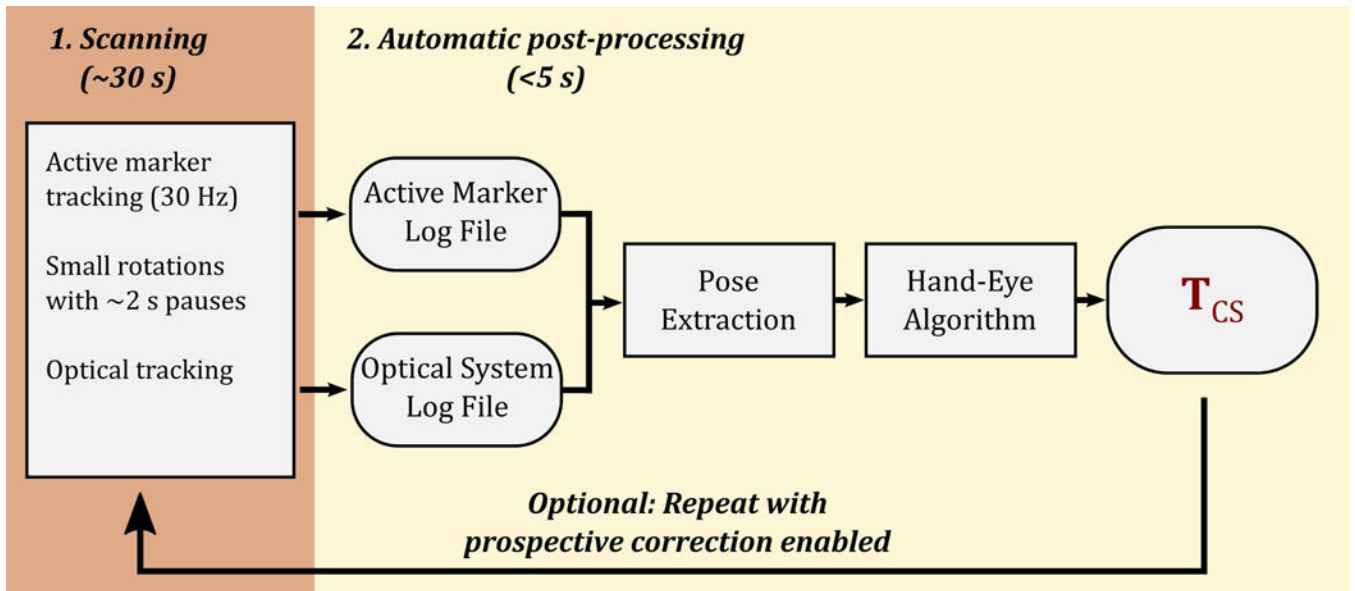 1. Scanning
(~30 s)
2. Automatic post-processing
(<5 s)
Active marker
tracking (30 Hz)
Small rotations
with ~2 s pauses
Optical tracking
Active Marker
Log File
Optical System
Log File
Pose
Extraction
Hand-Eye
Algorithm
T_CS
Optional: Repeat with
prospective correction enabled